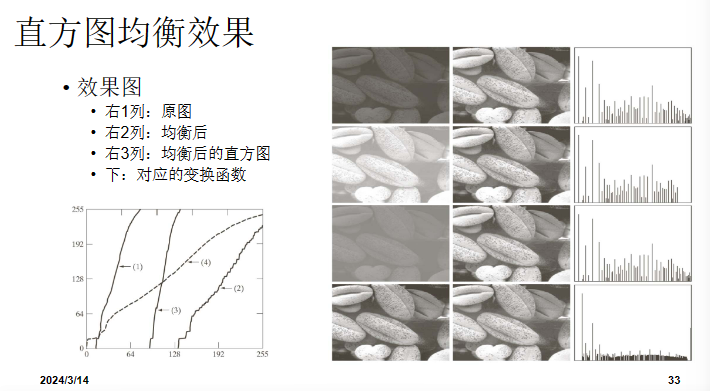 直方图均衡效果
• 效果图
• 右1列：原图
• 右2列：均衡后
• 右3列：均衡后的直方图
• 下：对应的变换函数
255
192
128
64
0
(1)
(4)
(2)
(3)
0 64 128 192 255
2024/3/14
33